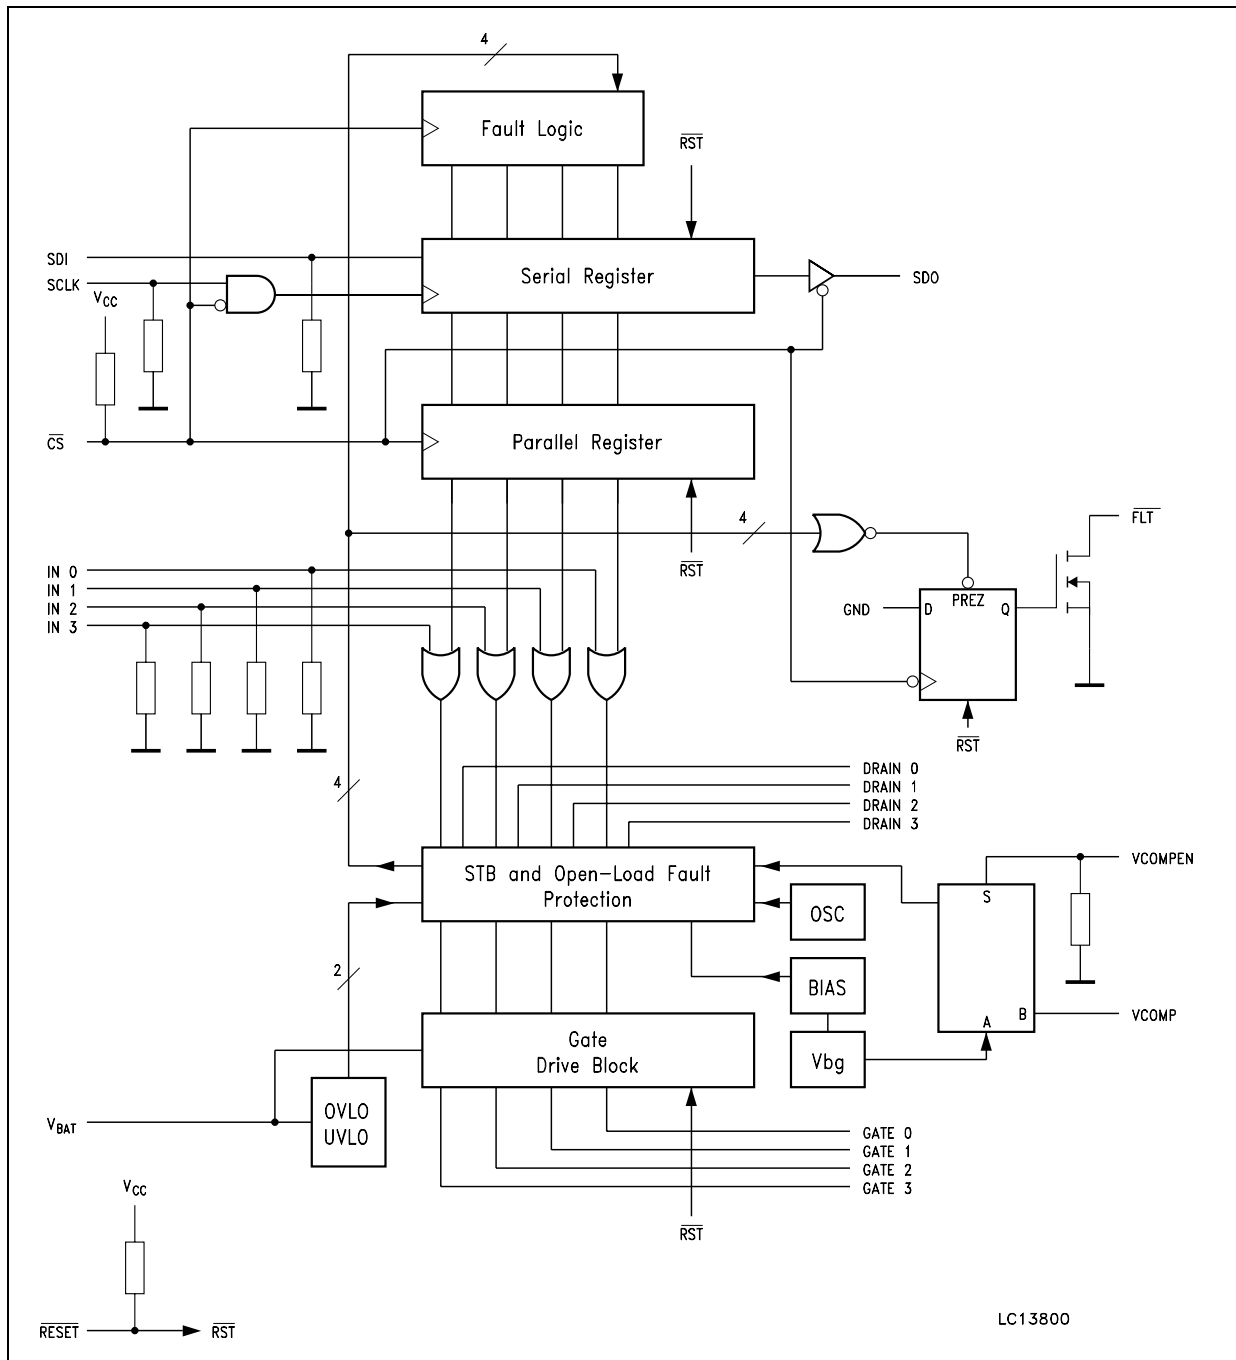 4
Fault Logic
RST
SDI
SCLK
Serial Register
SDO
VCC
CS
Parallel Register
4
FLT
RST
IN 0
IN 1
IN 2
IN 3
PREZ
GND
D
Q
RST
DRAIN 0
DRAIN 1
DRAIN 2
DRAIN 3
4
STB and Open-Load Fault
Protection
VCOMPEN
S
OSC
2
BIAS
A
B
VCOMP
Gate
Drive Block
Vbg
VBAT
OVLO
UVLO
GATE 0
GATE 1
GATE 2
GATE 3
VCC
RST
RESET
RST
LC13800